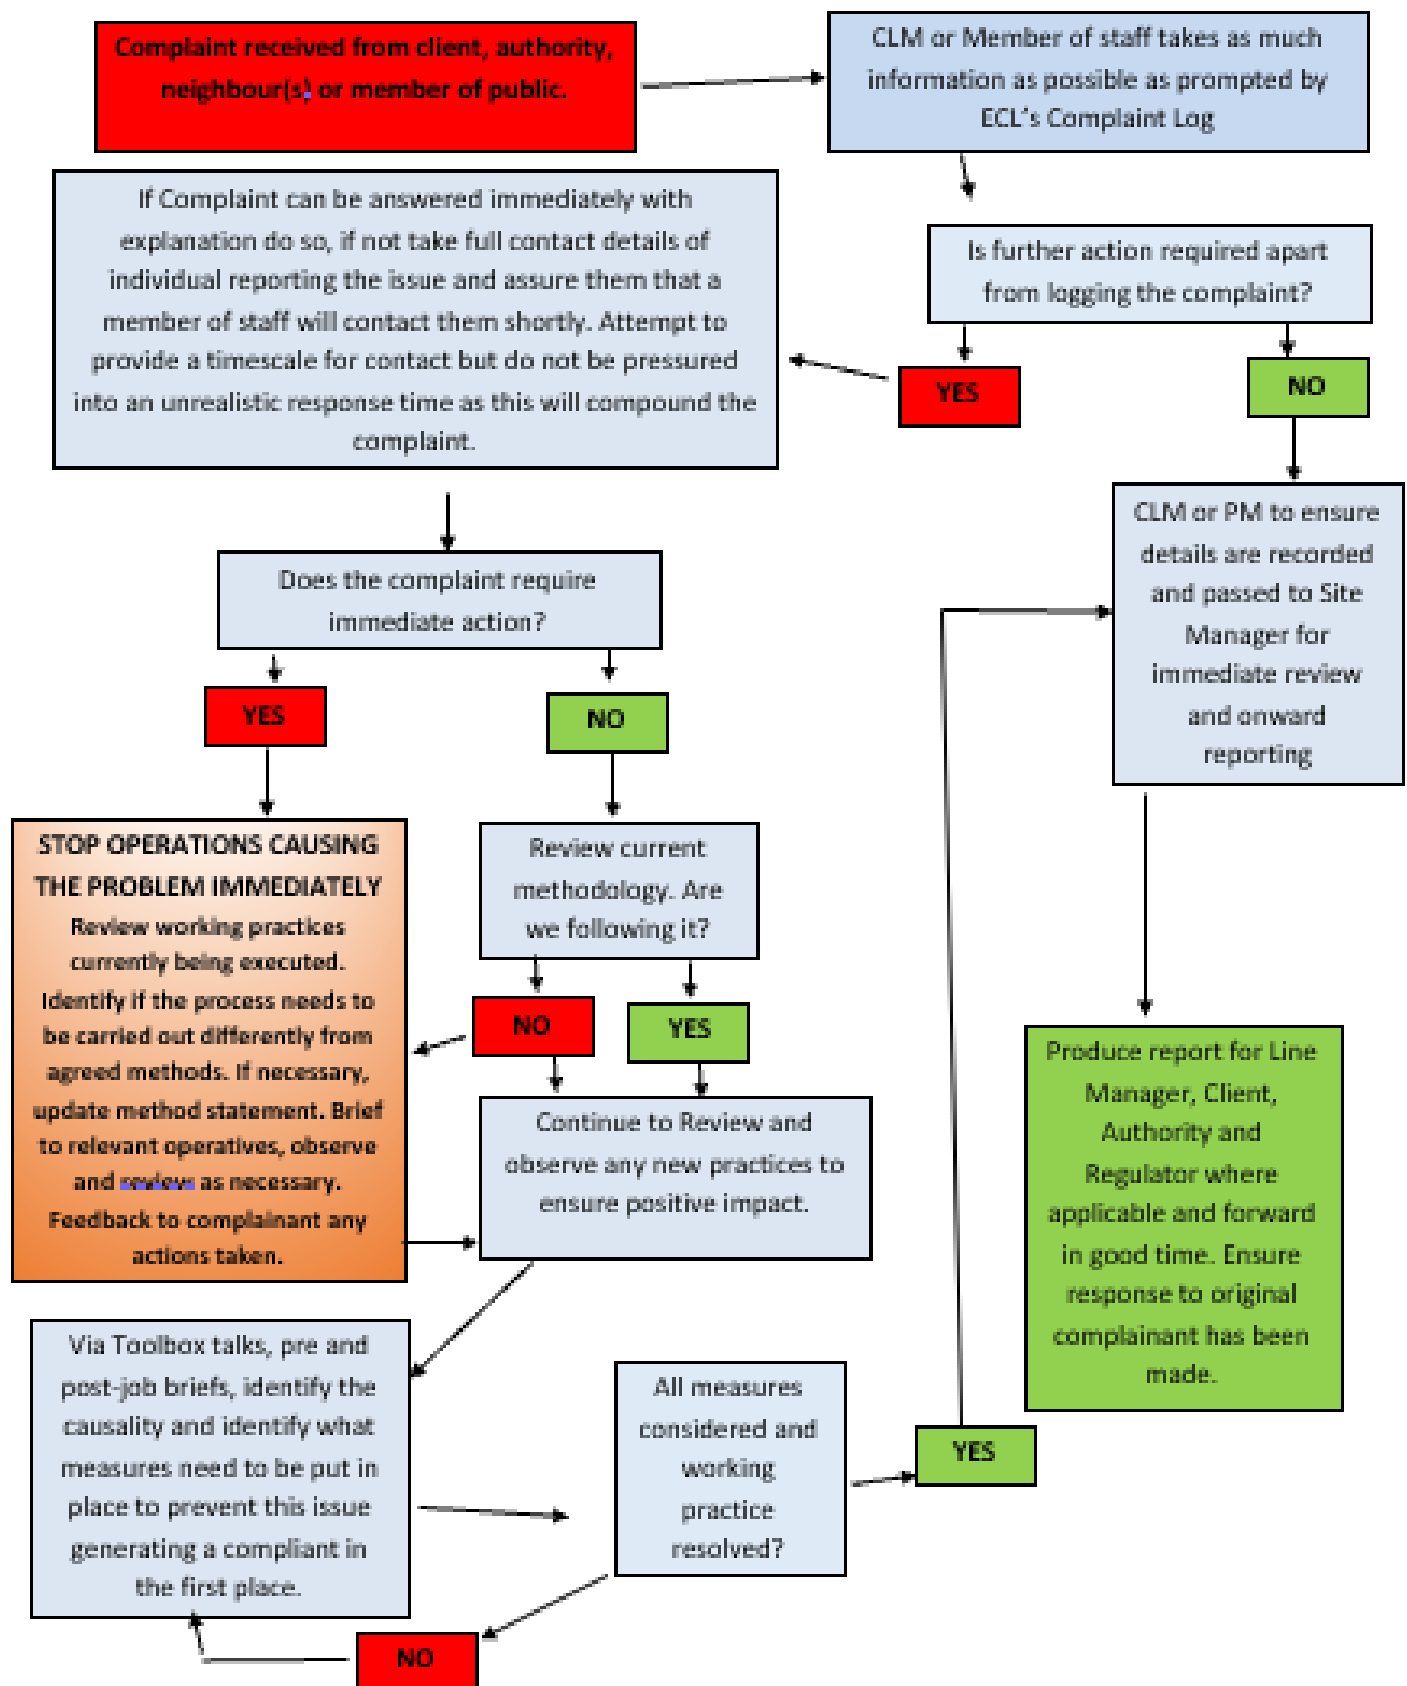 Complaint received from client, authority,
neighbour(s) or member of public.
CLM or Member of staff takes as much
information as possible as prompted by
ECL's Complaint Log
If Complaint can be answered immediately with
explanation do so, if not take full contact details of
individual reporting the issue and assure them that a
member of staff will contact them shortly. Attempt to
provide a timescale for contact but do not be pressured
into an unrealistic response time as this will compound the
complaint.
Is further action required apart
from logging the complaint?
YES
NO
CLM or PM to ensure
details are recorded
and passed to Site
Manager for
immediate review
and onward
reporting
Does the complaint require
immediate action?
YES
NO
STOP OPERATIONS CAUSING
THE PROBLEM IMMEDIATELY
Review working practices
currently being executed.
Identify if the process needs to
be carried out differently from
agreed methods. If necessary,
update method statement. Brief
to relevant operatives, observe
and review as necessary.
Feedback to complainant any
actions taken.
Review current
methodology. Are
we following it?
NO
YES
Continue to Review and
observe any new practices to
ensure positive impact.
Produce report for Line
Manager, Client,
Authority and
Regulator where
applicable and forward
in good time. Ensure
response to original
complainant has been
made.
Via Toolbox talks, pre and
post-job briefs, identify the
causality and identify what
measures need to be put in
place to prevent this issue
generating a compliant in
the first place.
All measures
considered and
working
practice
resolved?
YES
NO